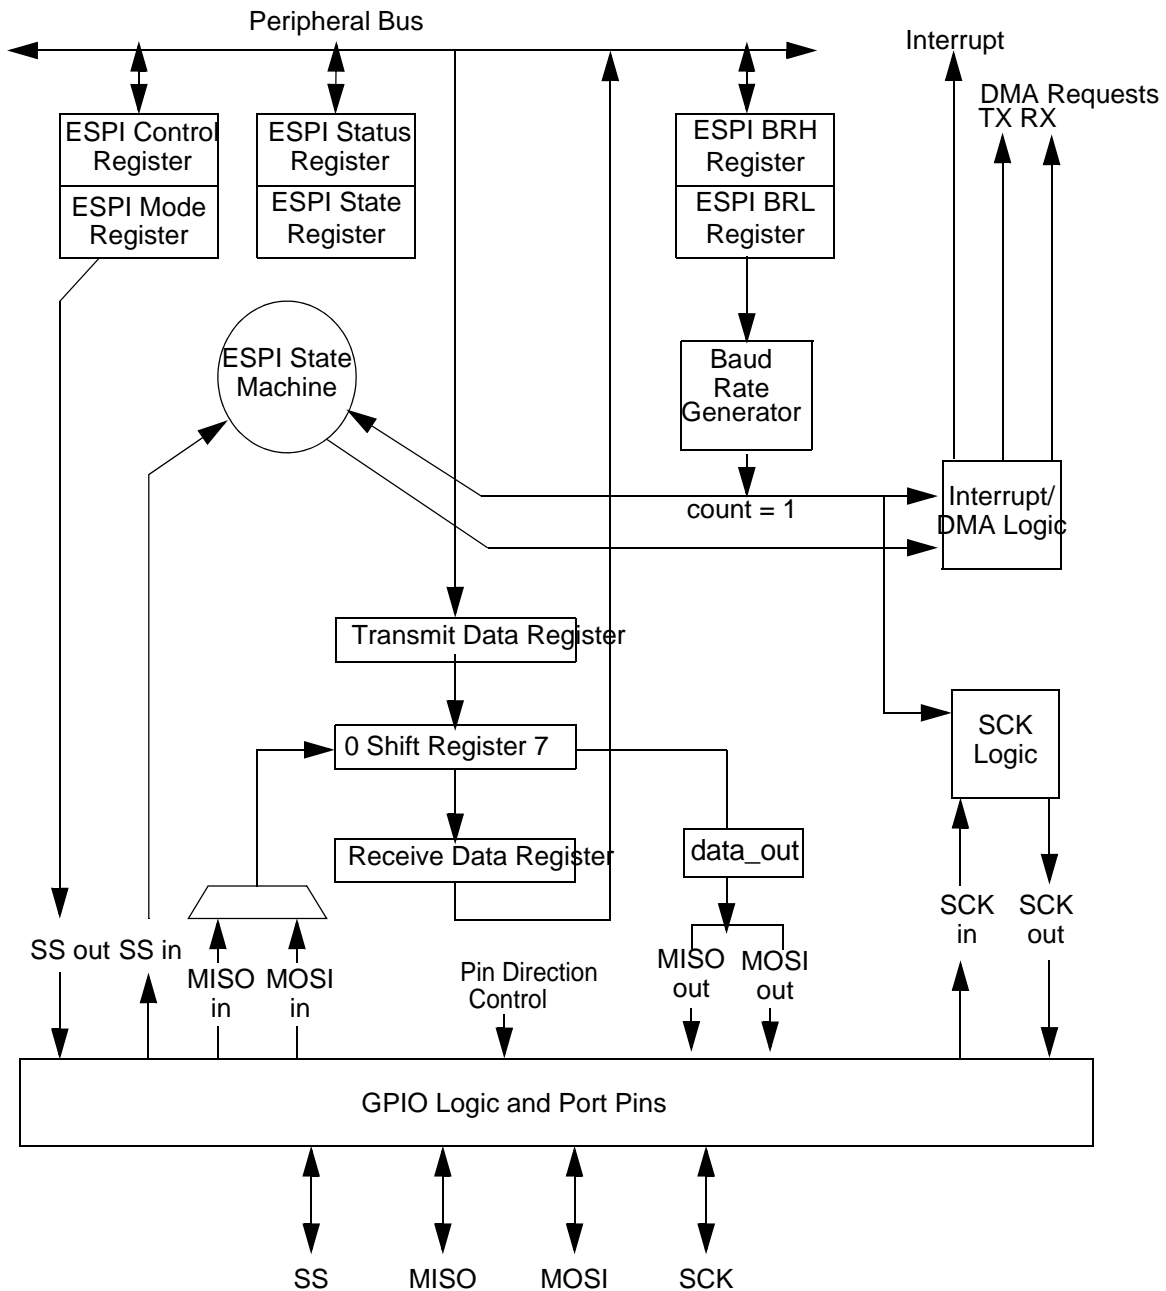 Peripheral Bus
Interrupt
DMA Requests
TX RX
ESPI Control
Register
ESPI Mode
Register
ESPI Status
Register
ESPI State
Register
ESPI BRH
Register
ESPI BRL
Register
ESPI State
Machine
Baud
Rate
Generator
count = 1
Interrupt/
DMA Logic
Transmit Data Register
0 Shift Register 7
Receive Data Register
data_out
SCK
Logic
SS out
SS in
MISO
in
MOSI
in
Pin Direction
Control
MISO
out
MOSI
out
SCK
in
SCK
out
GPIO Logic and Port Pins
SS
MISO
MOSI
SCK